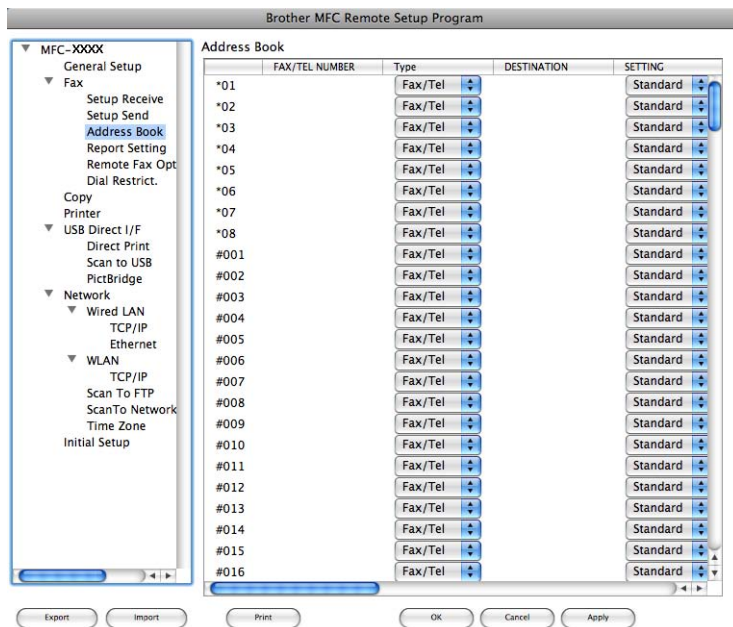 Brother MFC Remote Setup Program
MFC-XXXX
General Setup
Fax
Setup Receive
Setup Send
Address Book
Report Setting
Remote Fax Opt
Dial Restrict.
Copy
Printer
USB Direct I/F
Direct Print
Scan to USB
PictBridge
Network
Wired LAN
TCP/IP
Ethernet
WLAN
TCP/IP
Scan To FTP
ScanTo Network
Time Zone
Initial Setup
Address Book
FAX/TEL NUMBER Type DESTINATION SETTING
*01 Fax/Tel Standard
*02 Fax/Tel Standard
*03 Fax/Tel Standard
*04 Fax/Tel Standard
*05 Fax/Tel Standard
*06 Fax/Tel Standard
*07 Fax/Tel Standard
*08 Fax/Tel Standard
#001 Fax/Tel Standard
#002 Fax/Tel Standard
#003 Fax/Tel Standard
#004 Fax/Tel Standard
#005 Fax/Tel Standard
#006 Fax/Tel Standard
#007 Fax/Tel Standard
#008 Fax/Tel Standard
#009 Fax/Tel Standard
#010 Fax/Tel Standard
#011 Fax/Tel Standard
#012 Fax/Tel Standard
#013 Fax/Tel Standard
#014 Fax/Tel Standard
#015 Fax/Tel Standard
#016 Fax/Tel Standard
Export Import Print OK Cancel Apply